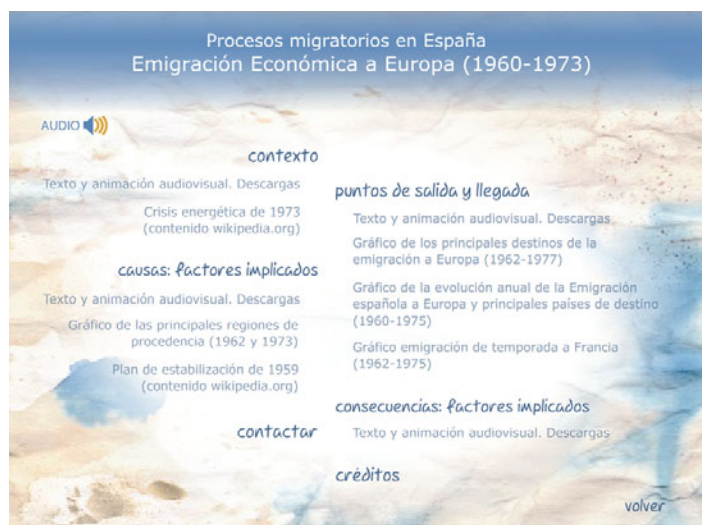 Procesos migratorios en España
Emigración Económica a Europa (1960-1973)
AUDIO
contexto
Texto y animación audiovisual. Descargas
Crisis energética de 1973
(contenido wikipedia.org)
causas: factores implicados
Texto y animación audiovisual. Descargas
Gráfico de las principales regiones de
procedencia (1962 y 1973)
Plan de estabilización de 1959
(contenido wikipedia.org)
contactar
puntos de salida y llegada
Texto y animación audiovisual. Descargas
Gráfico de los principales destinos de la
emigración a Europa (1962-1977)
Gráfico de la evolución anual de la Emigración
española a Europa y principales países de destino
(1960-1975)
Gráfico emigración de temporada a Francia
(1962-1975)
consecuencias: factores implicados
Texto y animación audiovisual. Descargas
créditos
volver